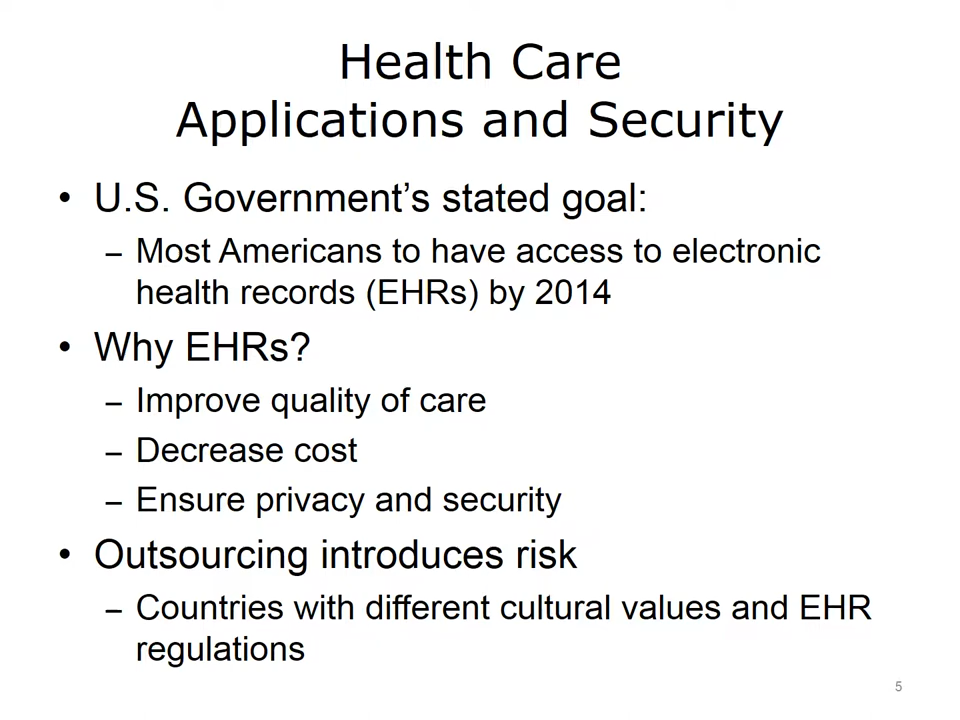 Health Care
Applications and Security
• U.S. Government’s stated goal:
– Most Americans to have access to electronic
health records (EHRs) by 2014
• Why EHRs?
– Improve quality of care
– Decrease cost
– Ensure privacy and security
• Outsourcing introduces risk
– Countries with different cultural values and EHR
regulations
5